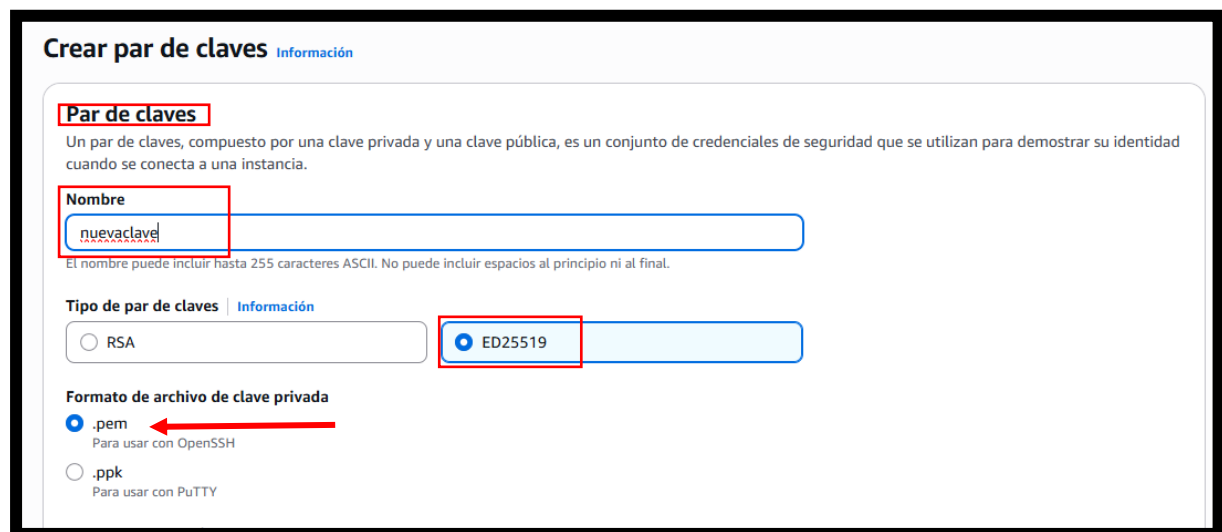 Crear par de claves Información
Par de claves
Un par de claves, compuesto por una clave privada y una clave pública, es un conjunto de credenciales de seguridad que se utilizan para demostrar su identidad
cuando se conecta a una instancia.
Nombre
nuevaclave
El nombre puede incluir hasta 255 caracteres ASCII. No puede incluir espacios al principio ni al final.
Tipo de par de claves | Información
RSA
ED25519
Formato de archivo de clave privada
.pem
Para usar con OpenSSH
.ppk
Para usar con PuTTY